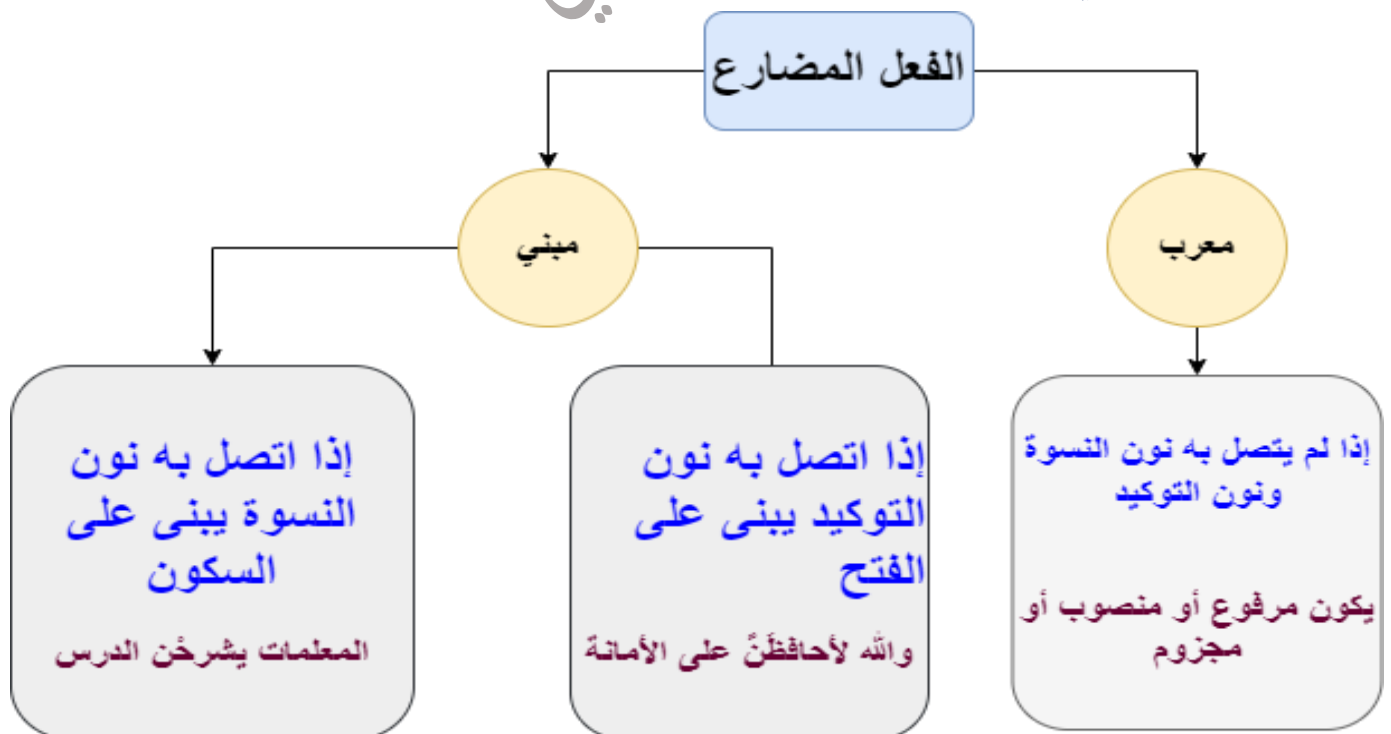 الفعل المضارع
معرب
مبني
إذا لم يتصل به نون النسوة
ونون التوكيد
يكون مرفوع أو منصوب أو
مجزوم
إذا اتصل به نون
التوكيد يبنى على
الفتح
والله لأحافظَنَّ على الأمانة
إذا اتصل به نون
النسوة يبنى على
السكون
المعلمات يشرحْن الدرس